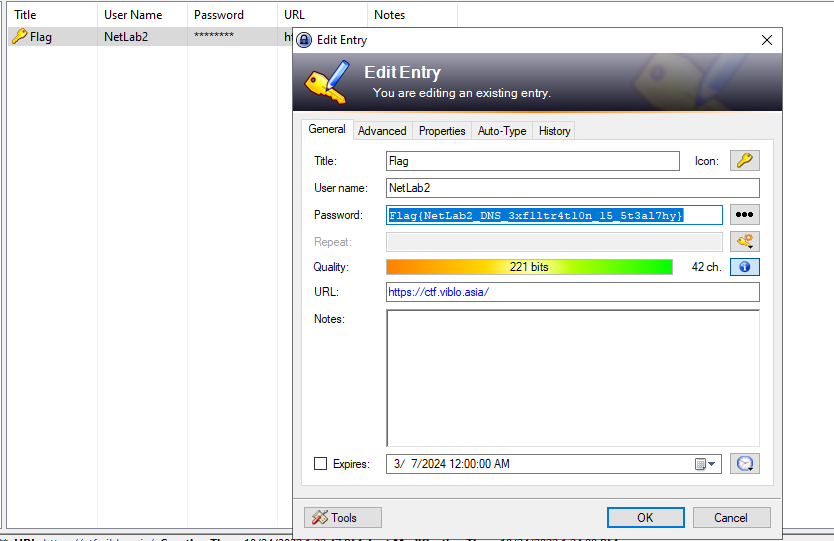 Title User Name Password URL Notes
Flag NetLab2 ********
Edit Entry
Edit Entry
You are editing an existing entry.
General Advanced Properties Auto-Type History
Title: Flag Icon:
User name: NetLab2
Password: Flag{NetLab2_DNS_3xf1ltr4t10n_15_5t3al7hy}
Repeat:
Quality: 221 bits 42 ch.
URL: https://ctf.viblo.asia/
Notes:
Expires: 3/ 7/2024 12:00:00 AM
Tools OK Cancel